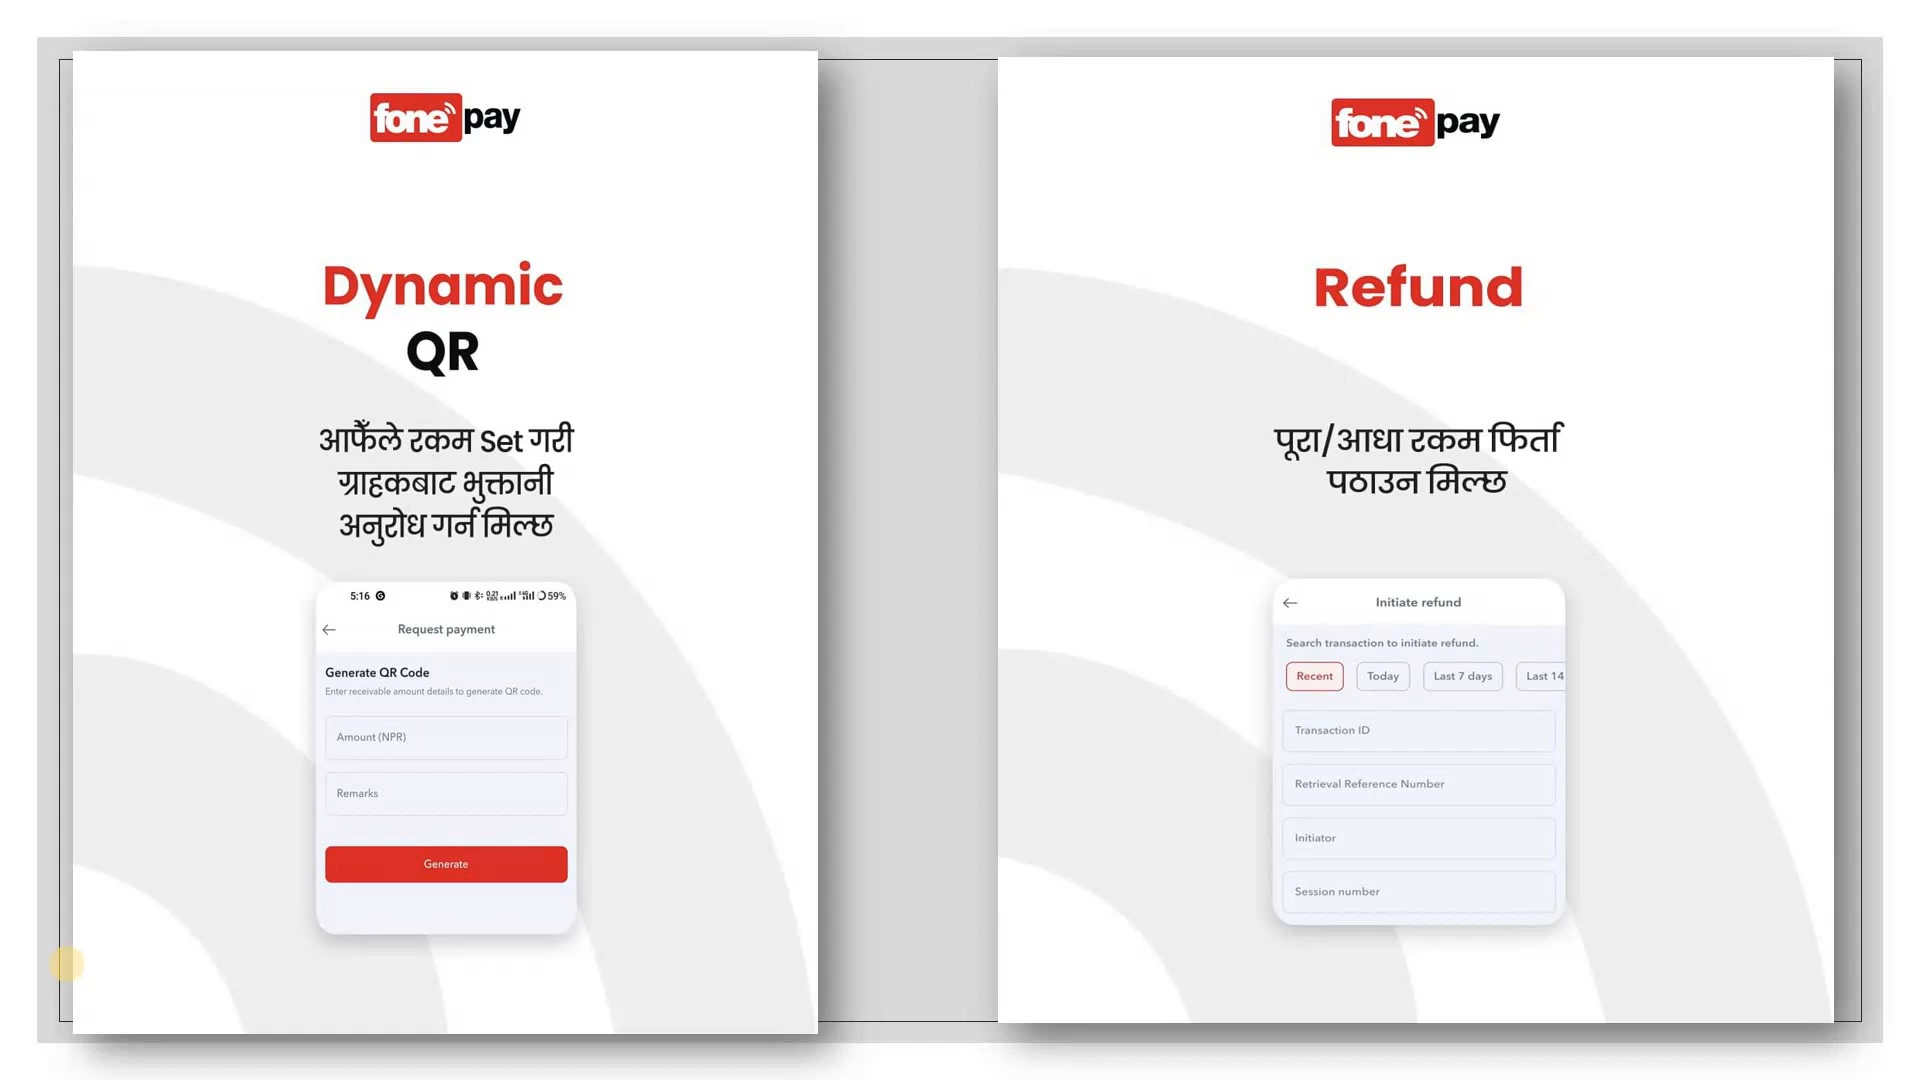 fonepay
Dynamic
QR
आफैँले रकम Set गरी
ग्राहकबाट भुक्तानी
अनुरोध गर्न मिल्छ
5:16
59%
Request payment
Generate QR Code
Enter receivable amount details to generate QR code.
Amount (NPR)
Remarks
Generate
fonepay
Refund
पूरा/आधा रकम फिर्ता
पठाउन मिल्छ
Initiate refund
Search transaction to initiate refund.
Recent Today Last 7 days Last 14
Transaction ID
Retrieval Reference Number
Initiator
Session number